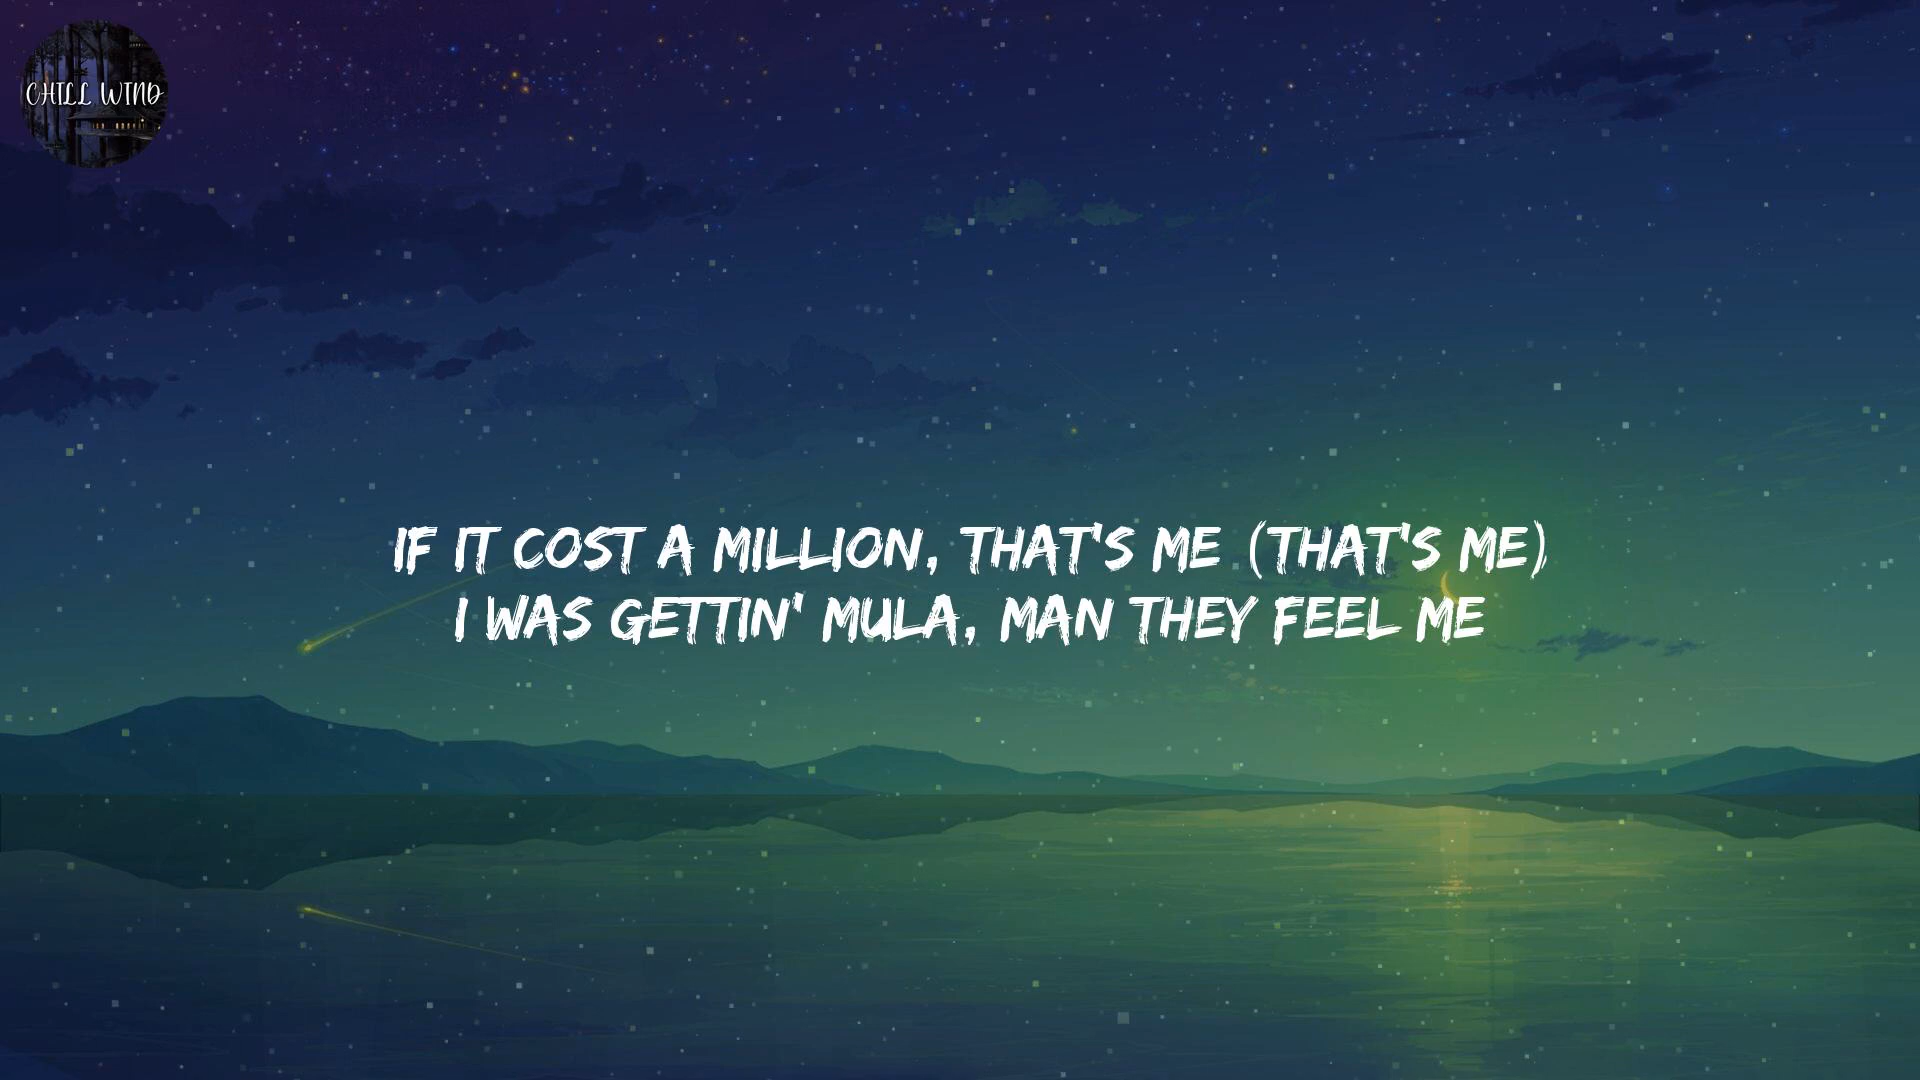 CHILL WIND
IF IT COST A MILLION, THAT'S ME (THAT'S ME)
I WAS GETTIN' MULA, MAN THEY FEEL ME